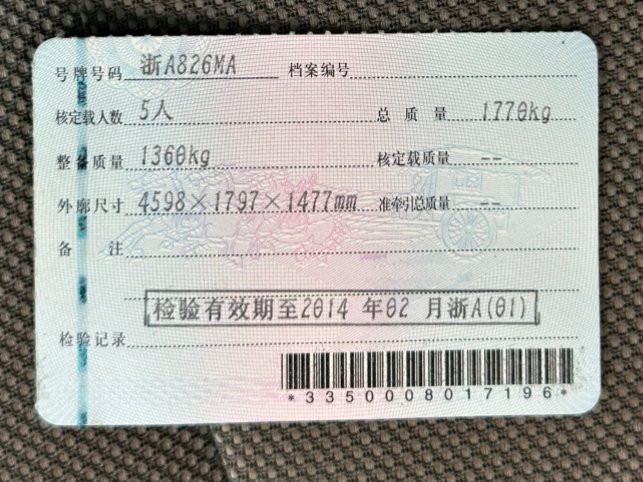 号牌号码 浙A826MA 档案编号
核定载人数 5人 总质量 1770kg
整备质量 1360kg 核定载质量 --
外廓尺寸 4598×1797×1477mm 准牵引总质量 --
备注
检验有效期至2014年02月浙A(01)
检验记录
*3350008017196*